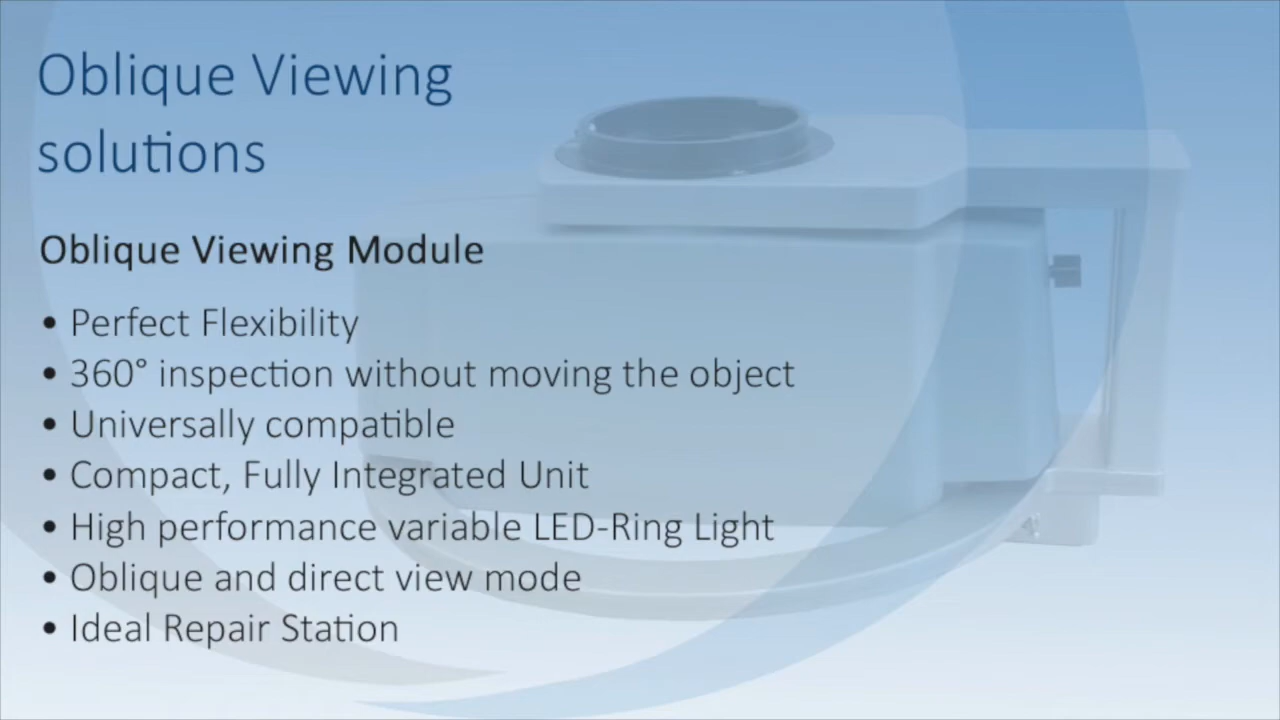 Oblique Viewing
solutions
Oblique Viewing Module
• Perfect Flexibility
• 360° inspection without moving the object
• Universally compatible
• Compact, Fully Integrated Unit
• High performance variable LED-Ring Light
• Oblique and direct view mode
• Ideal Repair Station